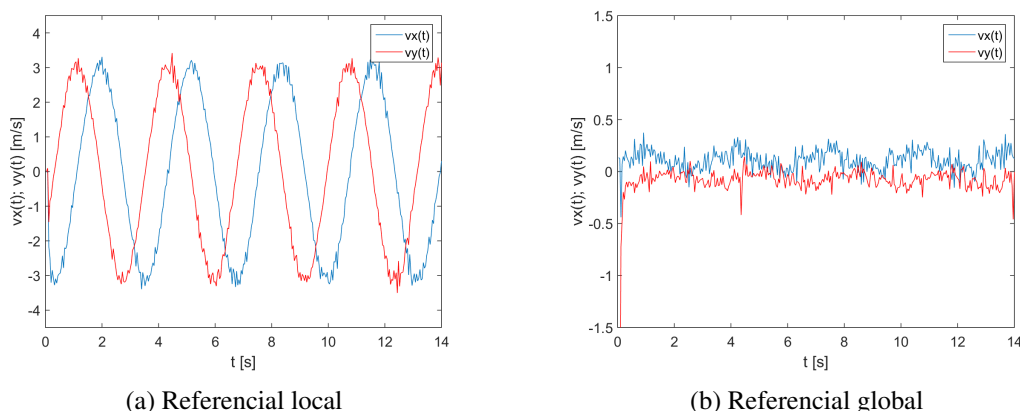 4
3
2
1
0
-1
-2
-3
-4
vx(t); vy(t) [m/s]
vx(t)
vy(t)
0 2 4 6 8 10 12 14
t [s]
(a) Referencial local
1.5
1
0.5
0
-0.5
-1
-1.5
vx(t); vy(t) [m/s]
vx(t)
vy(t)
0 2 4 6 8 10 12 14
t [s]
(b) Referencial global